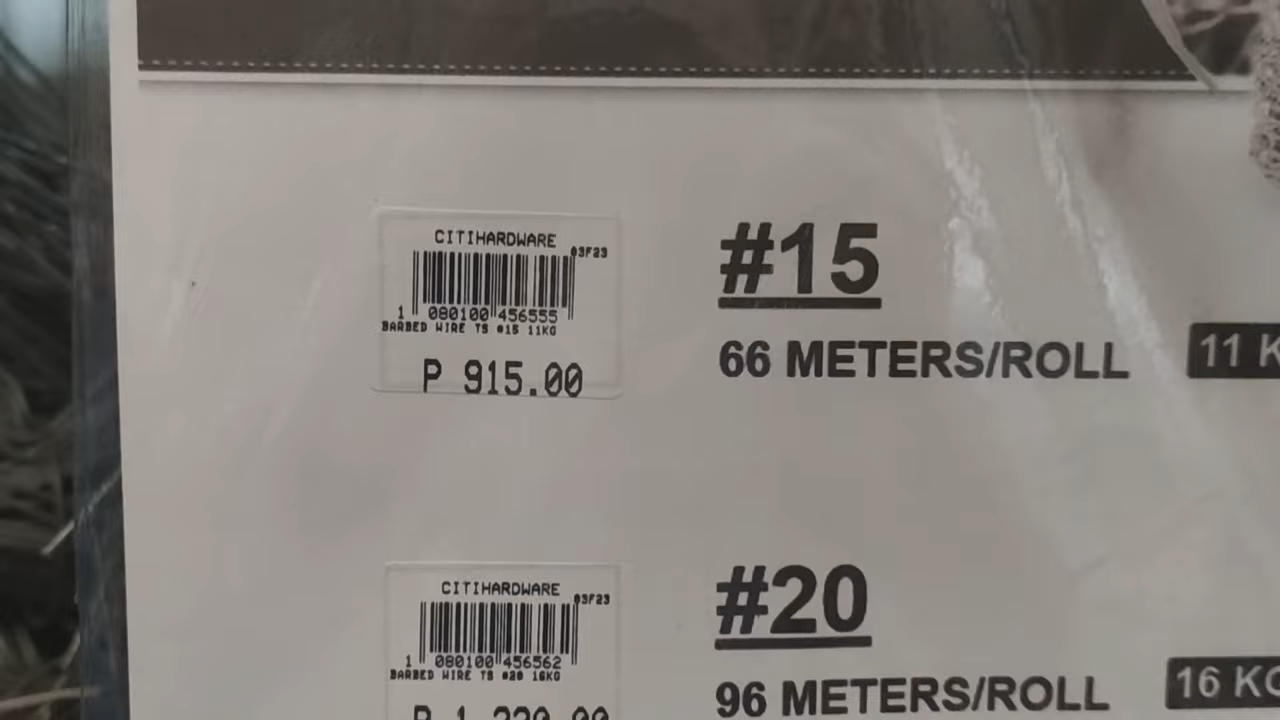 CITIHARDWARE
03F23
1 080100 456555
BARBED WIRE TS #15 11KG
P 915.00
#15
66 METERS/ROLL
11 K
CITIHARDWARE
03F23
1 080100 456562
BARBED WIRE TS #20 16KG
#20
96 METERS/ROLL
16 KG